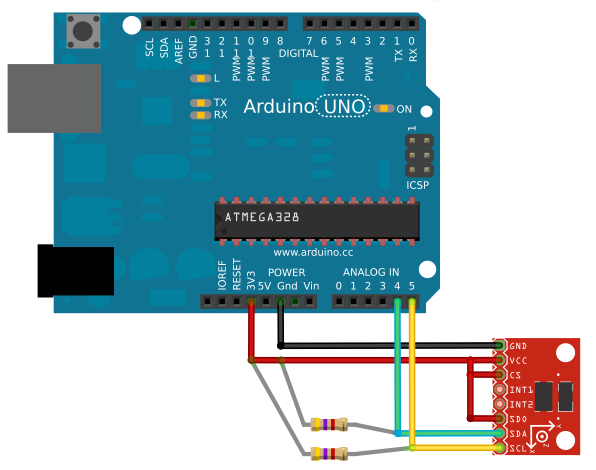 SCL SDA AREF GND 13 12 PWM 11 PWM 10 PWM 9 8 7 PWM 6 PWM 5 4 PWM 3 2 TX 1 RX 0
DIGITAL
L
TX
RX
Arduino UNO
ON
1
ICSP
ATMEGA328
www.arduino.cc
POWER
ANALOG IN
IOREF RESET 3V3 5V Gnd Vin 0 1 2 3 4 5
GND
VCC
CS
INT1
INT2
SDO
SDA
SCL
X
Y
Z